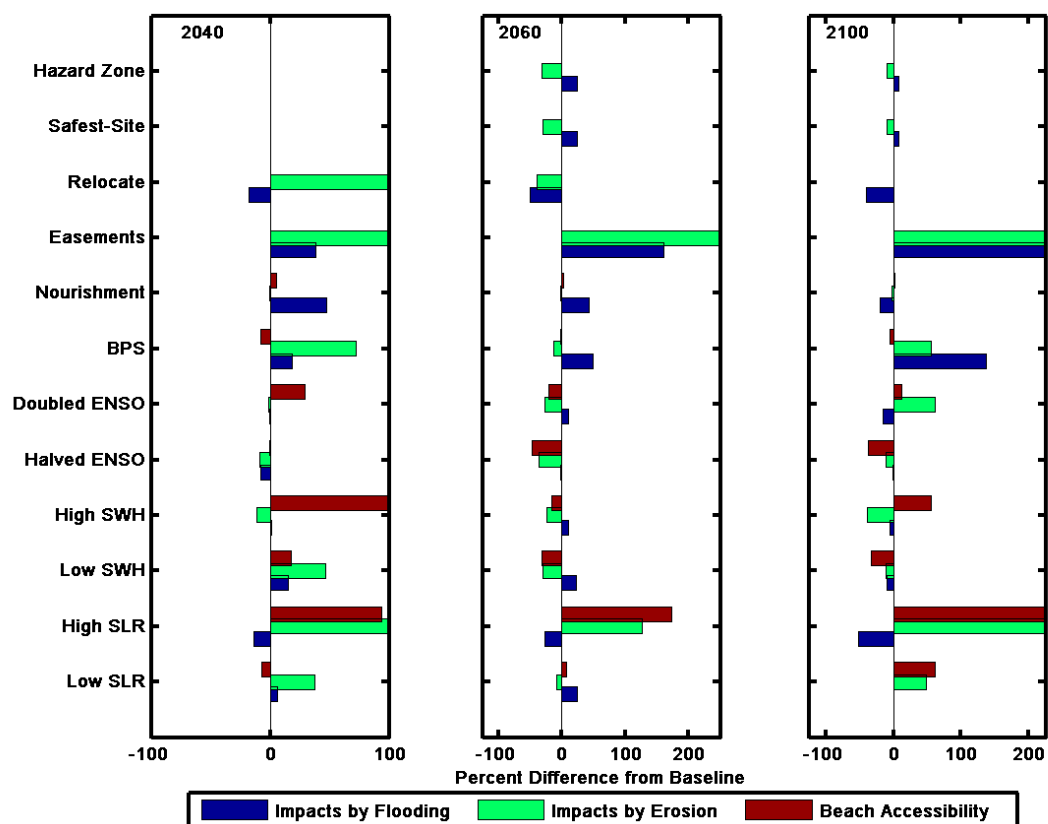 2040 2060 2100
Hazard Zone
Safest-Site
Relocate
Easements
Nourishment
BPS
Doubled ENSO
Halved ENSO
High SWH
Low SWH
High SLR
Low SLR
-100 0 100 -100 0 100 200 -100 0 100 200
Percent Difference from Baseline
Impacts by Flooding Impacts by Erosion Beach Accessibility